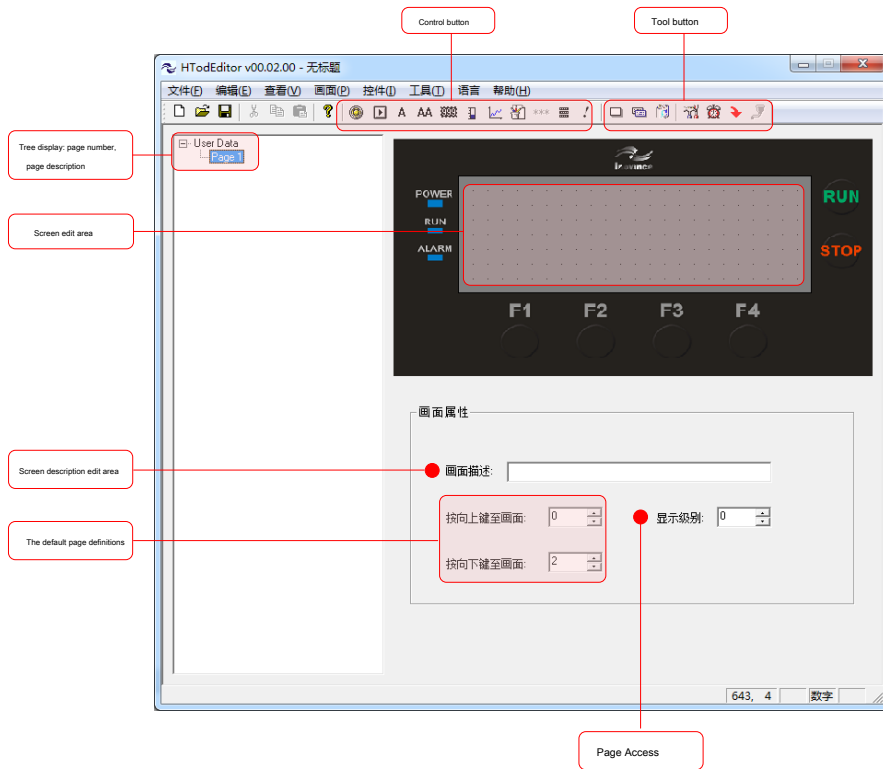 Control button
Tool button
HTodEditor v00.02.00 - 无标题
文件(F) 编辑(E) 查看(V) 画面(P) 控件(I) 工具(T) 语言 帮助(H)
A AA ***
Tree display: page number,
page description
User Data
Page 1
inovance
POWER
RUN
ALARM
RUN
STOP
Screen edit area
F1 F2 F3 F4
画面属性
Screen description edit area
画面描述:
按向上键至画面: 0
显示级别: 0
The default page definitions
按向下键至画面: 2
643, 4 数字
Page Access